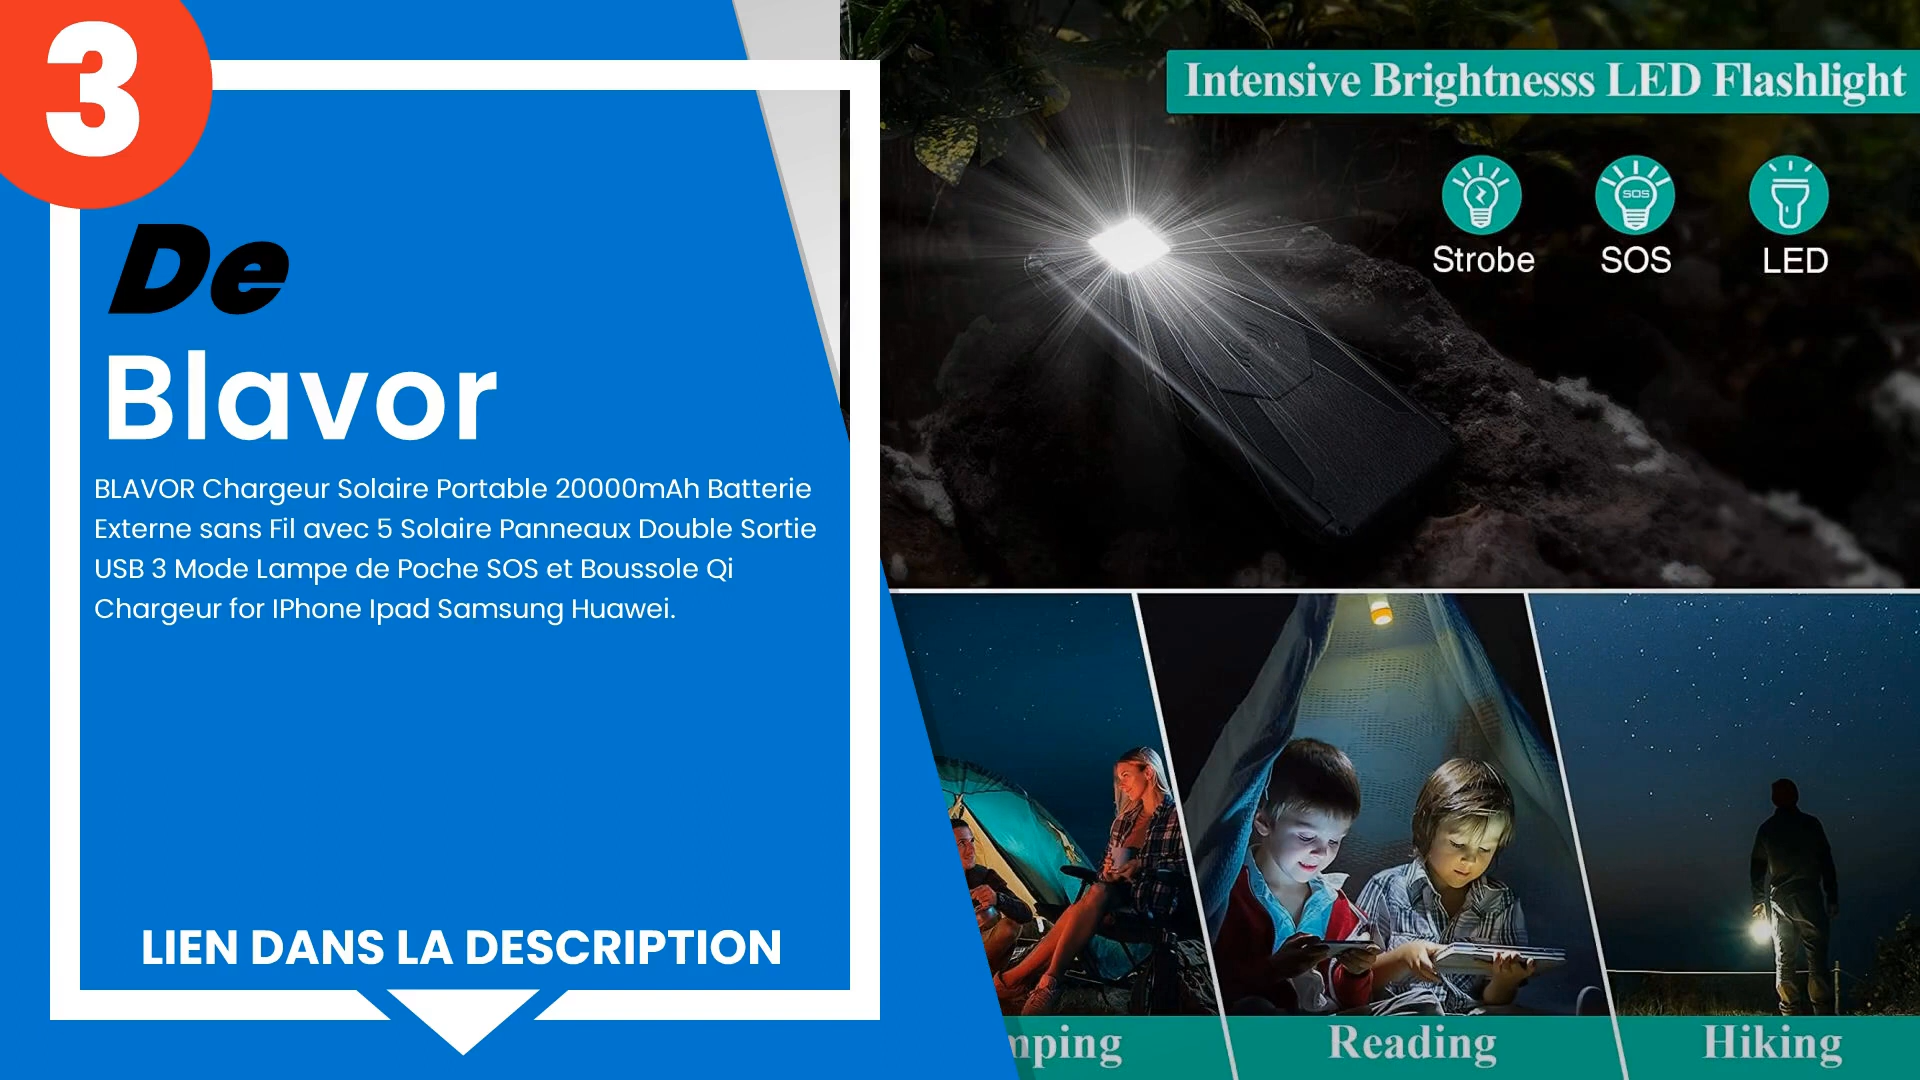 3
De
Blavor
BLAVOR Chargeur Solaire Portable 20000mAh Batterie
Externe sans Fil avec 5 Solaire Panneaux Double Sortie
USB 3 Mode Lampe de Poche SOS et Boussole Qi
Chargeur for IPhone Ipad Samsung Huawei.
LIEN DANS LA DESCRIPTION
Intensive Brightnesss LED Flashlight
SOS
Strobe SOS LED
mping Reading Hiking